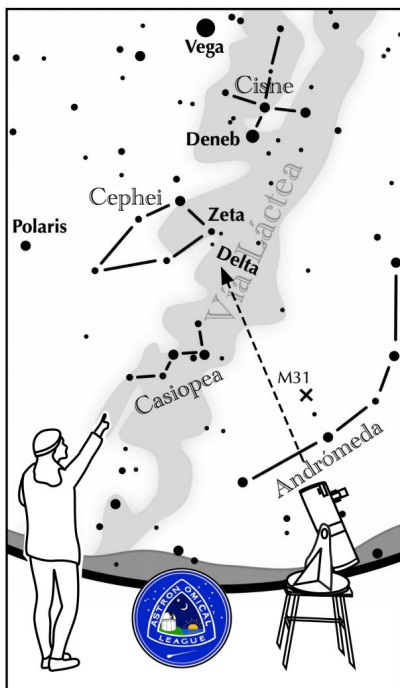 Vega
Cisne
Deneb
Cephei
Zeta
Polaris
Delta
Vía Láctea
M31
Casiopea
Andrómeda
ASTRONOMICAL
LEAGUE